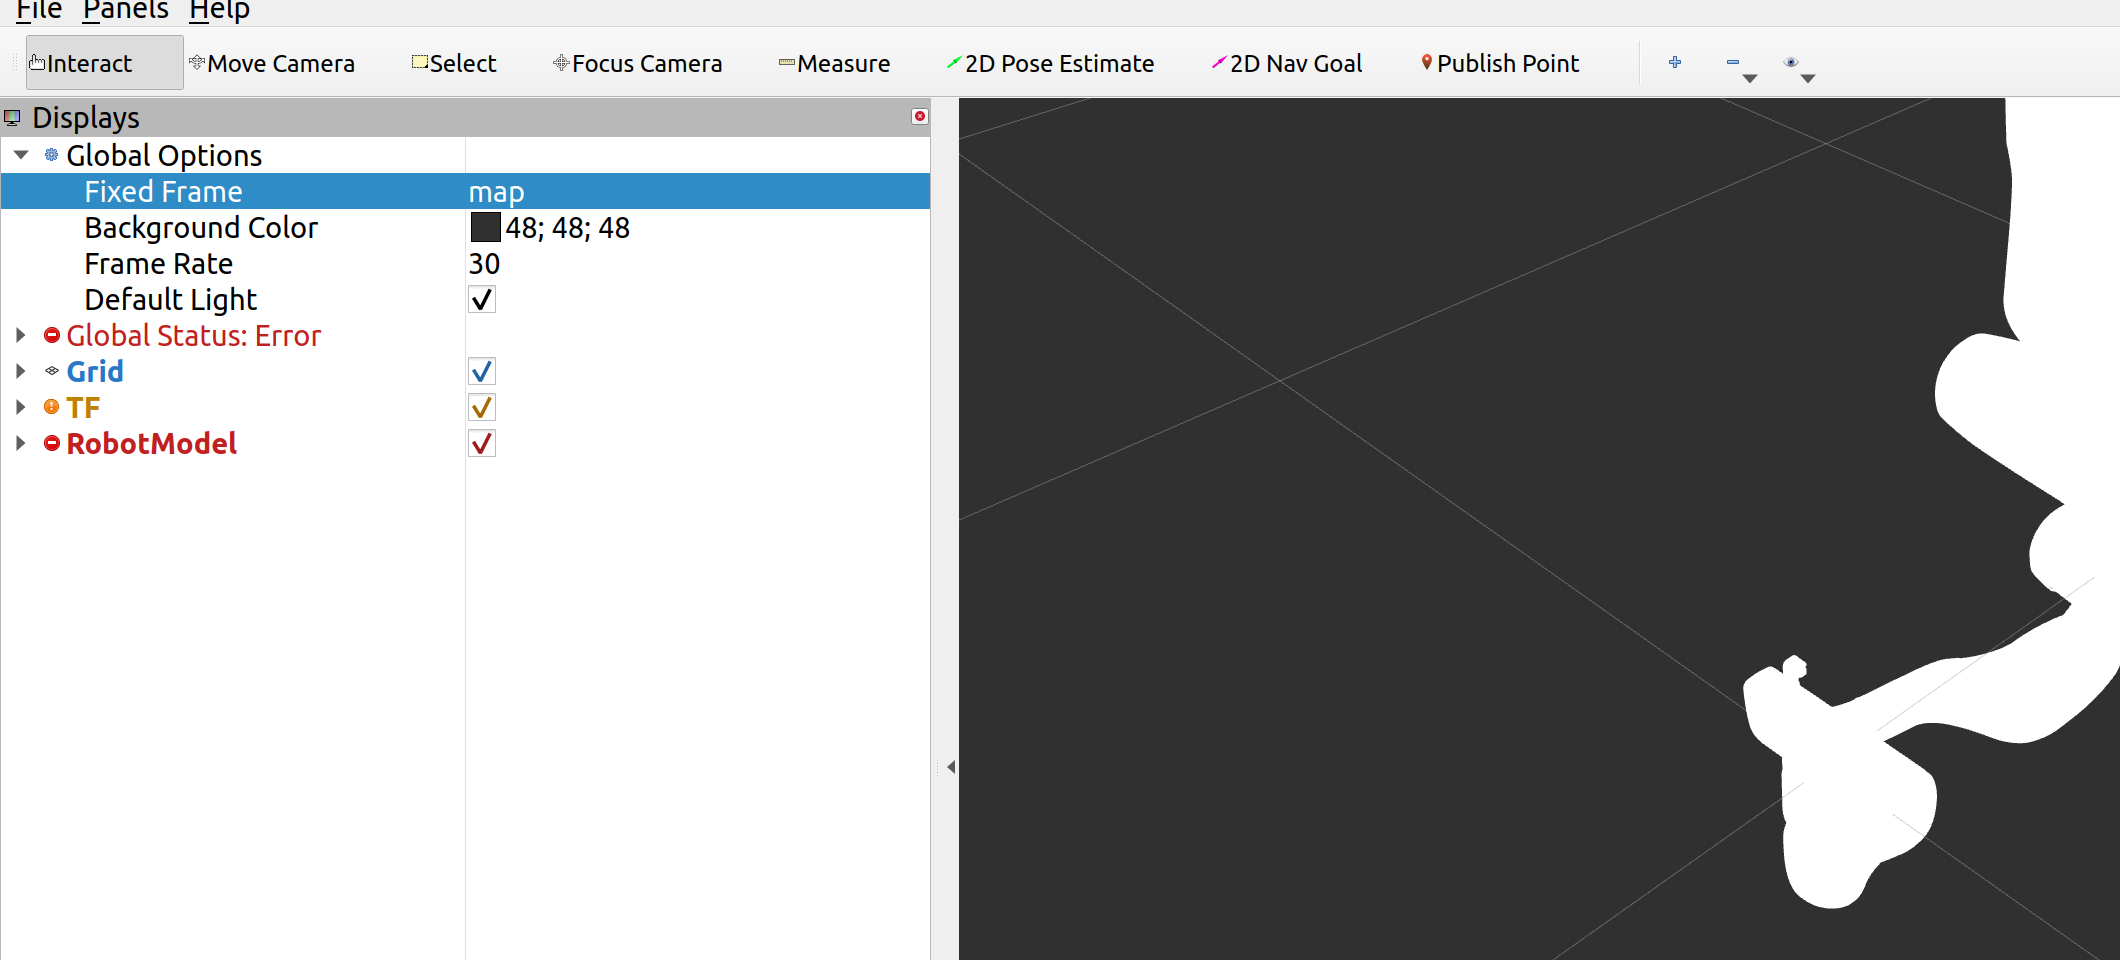 File Panels Help
Interact Move Camera Select Focus Camera Measure 2D Pose Estimate 2D Nav Goal Publish Point
Displays
Global Options
Fixed Frame map
Background Color 48; 48; 48
Frame Rate 30
Default Light
Global Status: Error
Grid
TF
RobotModel